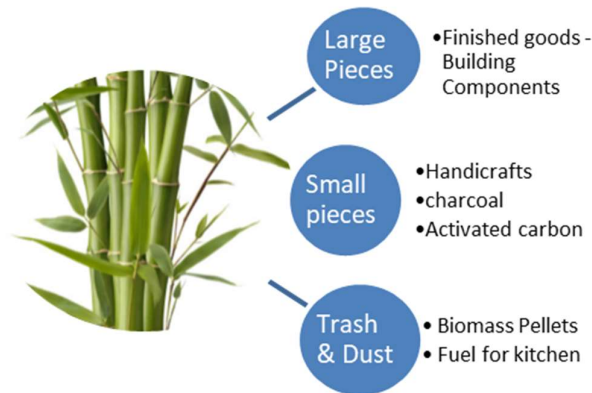 Large
Pieces
•Finished goods -
Building
Components
Small
pieces
•Handicrafts
•charcoal
•Activated carbon
Trash
& Dust
• Biomass Pellets
• Fuel for kitchen